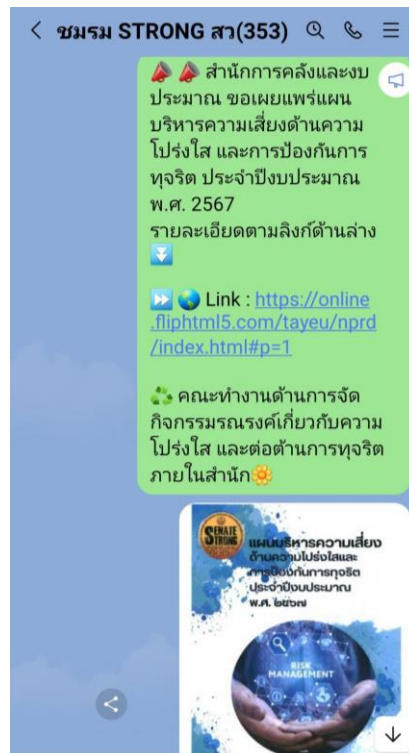 ชมรม STRONG สว(353)
สำนักการคลังและงบ
ประมาณ ขอเผยแพร่แผน
บริหารความเสี่ยงด้านความ
โปร่งใส และการป้องกันการ
ทุจริต ประจำปีงบประมาณ
พ.ศ. 2567
รายละเอียดตามลิงก์ด้านล่าง
Link : https://online
.fliphtml5.com/tayeu/nprd
/index.html#p=1
คณะทำงานด้านการจัด
กิจกรรมรณรงค์เกี่ยวกับความ
โปร่งใส และต่อต้านการทุจริต
ภายในสำนัก
SENATE
STRONG
แผนบริหารความเสี่ยง
ด้านความโปร่งใสและ
การป้องกันการทุจริต
ประจำปีงบประมาณ
พ.ศ. ๒๕๖๗
RISK
MANAGEMENT